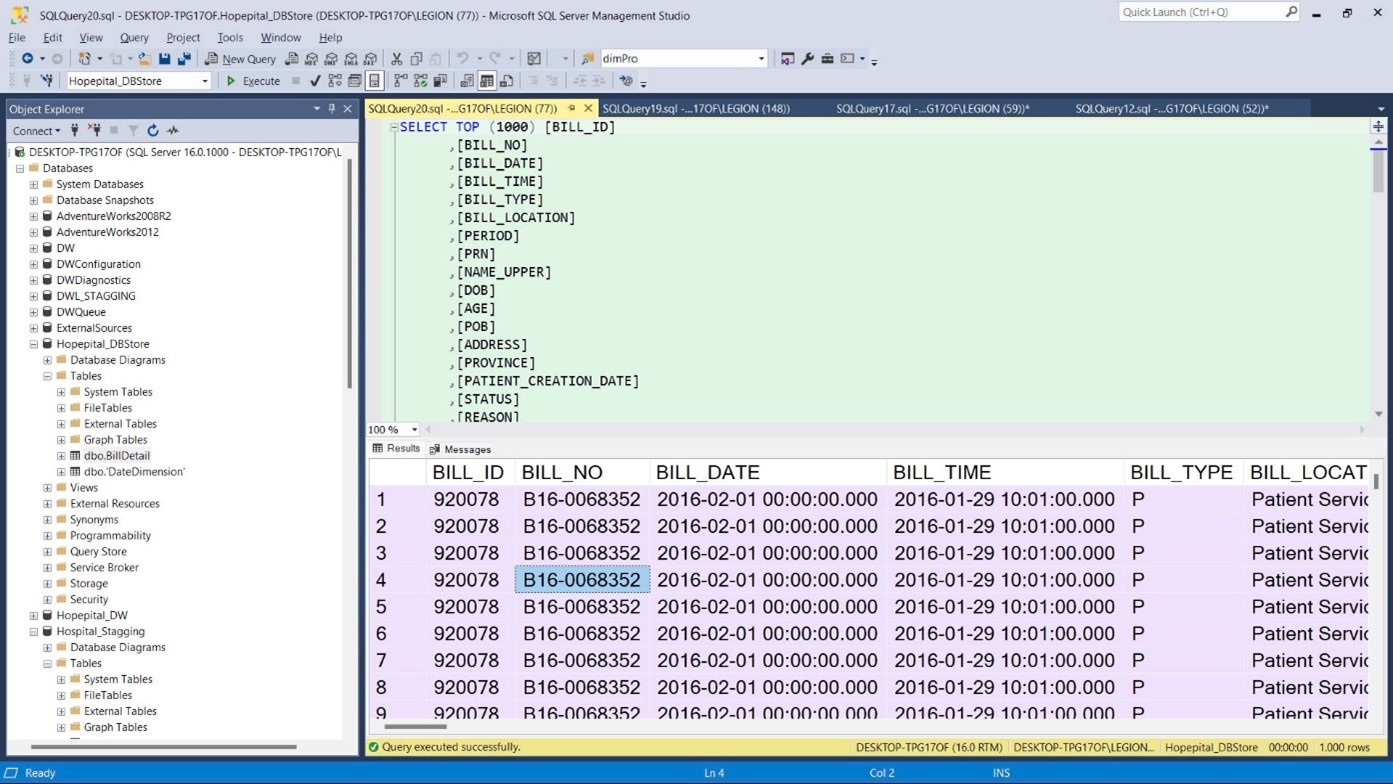 SQLQuery20.sql - DESKTOP-TPG17OF.Hopepital_DBStore (DESKTOP-TPG17OF\LEGION (77)) - Microsoft SQL Server Management Studio
Quick Launch (Ctrl+Q)
File Edit View Query Project Tools Window Help
New Query
dimPro
Hopepital_DBStore
Execute
Object Explorer
Connect
DESKTOP-TPG17OF (SQL Server 16.0.1000 - DESKTOP-TPG17OF\L
Databases
System Databases
Database Snapshots
AdventureWorks2008R2
AdventureWorks2012
DW
DWConfiguration
DWDiagnostics
DWL_STAGGING
DWQueue
ExternalSources
Hopepital_DBStore
Database Diagrams
Tables
System Tables
FileTables
External Tables
Graph Tables
dbo.BillDetail
dbo.'DateDimension'
Views
External Resources
Synonyms
Programmability
Query Store
Service Broker
Storage
Security
Hopepital_DW
Hospital_Stagging
Database Diagrams
Tables
System Tables
FileTables
External Tables
Graph Tables
SQLQuery20.sql -...G17OF\LEGION (77)) SQLQuery19.sql -...17OF\LEGION (148)) SQLQuery17.sql -...G17OF\LEGION (59))* SQLQuery12.sql -...G17OF\LEGION (52))*
SELECT TOP (1000) [BILL_ID]
,[BILL_NO]
,[BILL_DATE]
,[BILL_TIME]
,[BILL_TYPE]
,[BILL_LOCATION]
,[PERIOD]
,[PRN]
,[NAME_UPPER]
,[DOB]
,[AGE]
,[POB]
,[ADDRESS]
,[PROVINCE]
,[PATIENT_CREATION_DATE]
,[STATUS]
,[REASON]
100 %
Results Messages
BILL_ID BILL_NO BILL_DATE BILL_TIME BILL_TYPE BILL_LOCAT
1 920078 B16-0068352 2016-02-01 00:00:00.000 2016-01-29 10:01:00.000 P Patient Servic
2 920078 B16-0068352 2016-02-01 00:00:00.000 2016-01-29 10:01:00.000 P Patient Servic
3 920078 B16-0068352 2016-02-01 00:00:00.000 2016-01-29 10:01:00.000 P Patient Servic
4 920078 B16-0068352 2016-02-01 00:00:00.000 2016-01-29 10:01:00.000 P Patient Servic
5 920078 B16-0068352 2016-02-01 00:00:00.000 2016-01-29 10:01:00.000 P Patient Servic
6 920078 B16-0068352 2016-02-01 00:00:00.000 2016-01-29 10:01:00.000 P Patient Servic
7 920078 B16-0068352 2016-02-01 00:00:00.000 2016-01-29 10:01:00.000 P Patient Servic
8 920078 B16-0068352 2016-02-01 00:00:00.000 2016-01-29 10:01:00.000 P Patient Servic
9 920078 B16-0068352 2016-02-01 00:00:00.000 2016-01-29 10:01:00.000 P Patient Servic
Query executed successfully. DESKTOP-TPG17OF (16.0 RTM) DESKTOP-TPG17OF\LEGION... Hopepital_DBStore 00:00:00 1.000 rows
Ready Ln 4 Col 2 INS